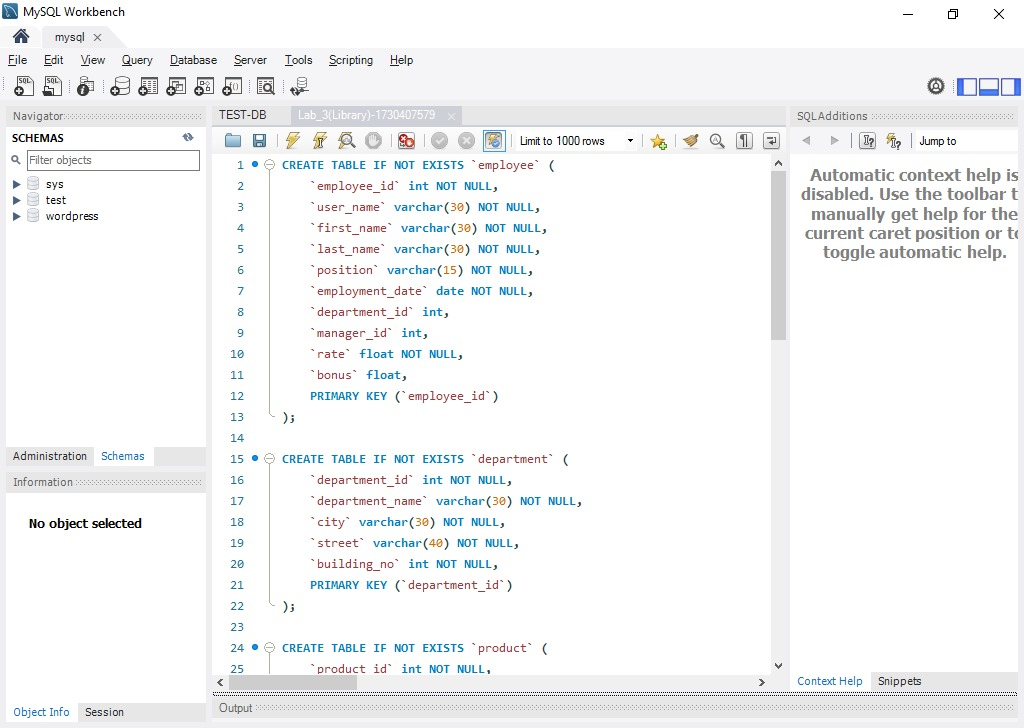 MySQL Workbench
mysql
File Edit View Query Database Server Tools Scripting Help
Navigator
SCHEMAS
Filter objects
sys
test
wordpress
Administration Schemas
Information
No object selected
Object Info Session
TEST-DB Lab_3(Library)-1730407579
Limit to 1000 rows
1 CREATE TABLE IF NOT EXISTS `employee` (
2 `employee_id` int NOT NULL,
3 `user_name` varchar(30) NOT NULL,
4 `first_name` varchar(30) NOT NULL,
5 `last_name` varchar(30) NOT NULL,
6 `position` varchar(15) NOT NULL,
7 `employment_date` date NOT NULL,
8 `department_id` int,
9 `manager_id` int,
10 `rate` float NOT NULL,
11 `bonus` float,
12 PRIMARY KEY (`employee_id`)
13 );
14
15 CREATE TABLE IF NOT EXISTS `department` (
16 `department_id` int NOT NULL,
17 `department_name` varchar(30) NOT NULL,
18 `city` varchar(30) NOT NULL,
19 `street` varchar(40) NOT NULL,
20 `building_no` int NOT NULL,
21 PRIMARY KEY (`department_id`)
22 );
23
24 CREATE TABLE IF NOT EXISTS `product` (
25 `product_id` int NOT NULL,
Output
SQLAdditions
Jump to
Automatic context help is
disabled. Use the toolbar t
manually get help for the
current caret position or to
toggle automatic help.
Context Help Snippets